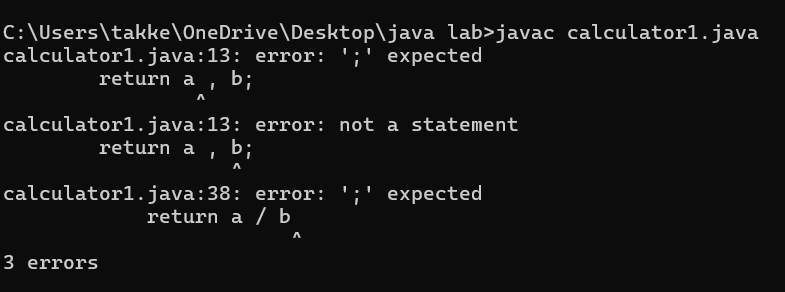 C:\Users\takke\OneDrive\Desktop\java lab>javac calculator1.java
calculator1.java:13: error: ';' expected
        return a , b;
                ^
calculator1.java:13: error: not a statement
        return a , b;
                   ^
calculator1.java:38: error: ';' expected
            return a / b
                        ^
3 errors